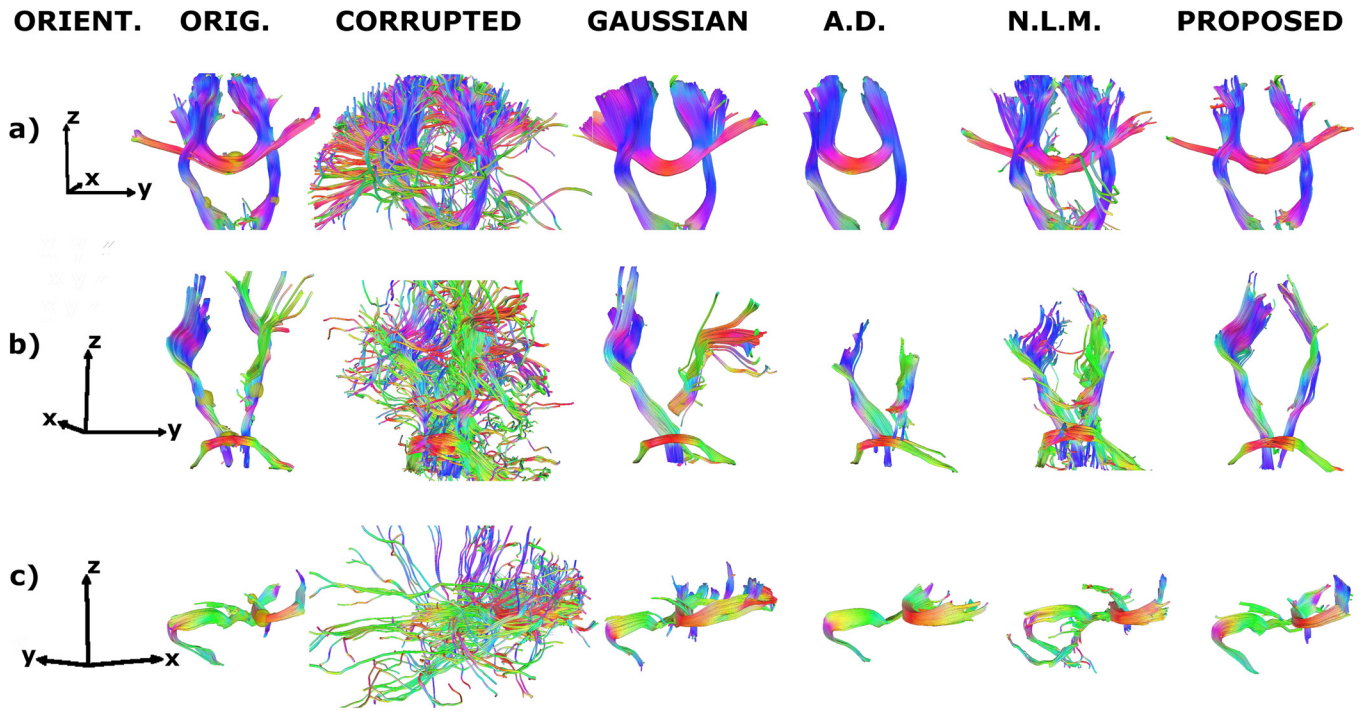 ORIENT. ORIG. CORRUPTED GAUSSIAN A.D. N.L.M. PROPOSED
a)
z
x
y
b)
z
x
y
c)
z
y
x